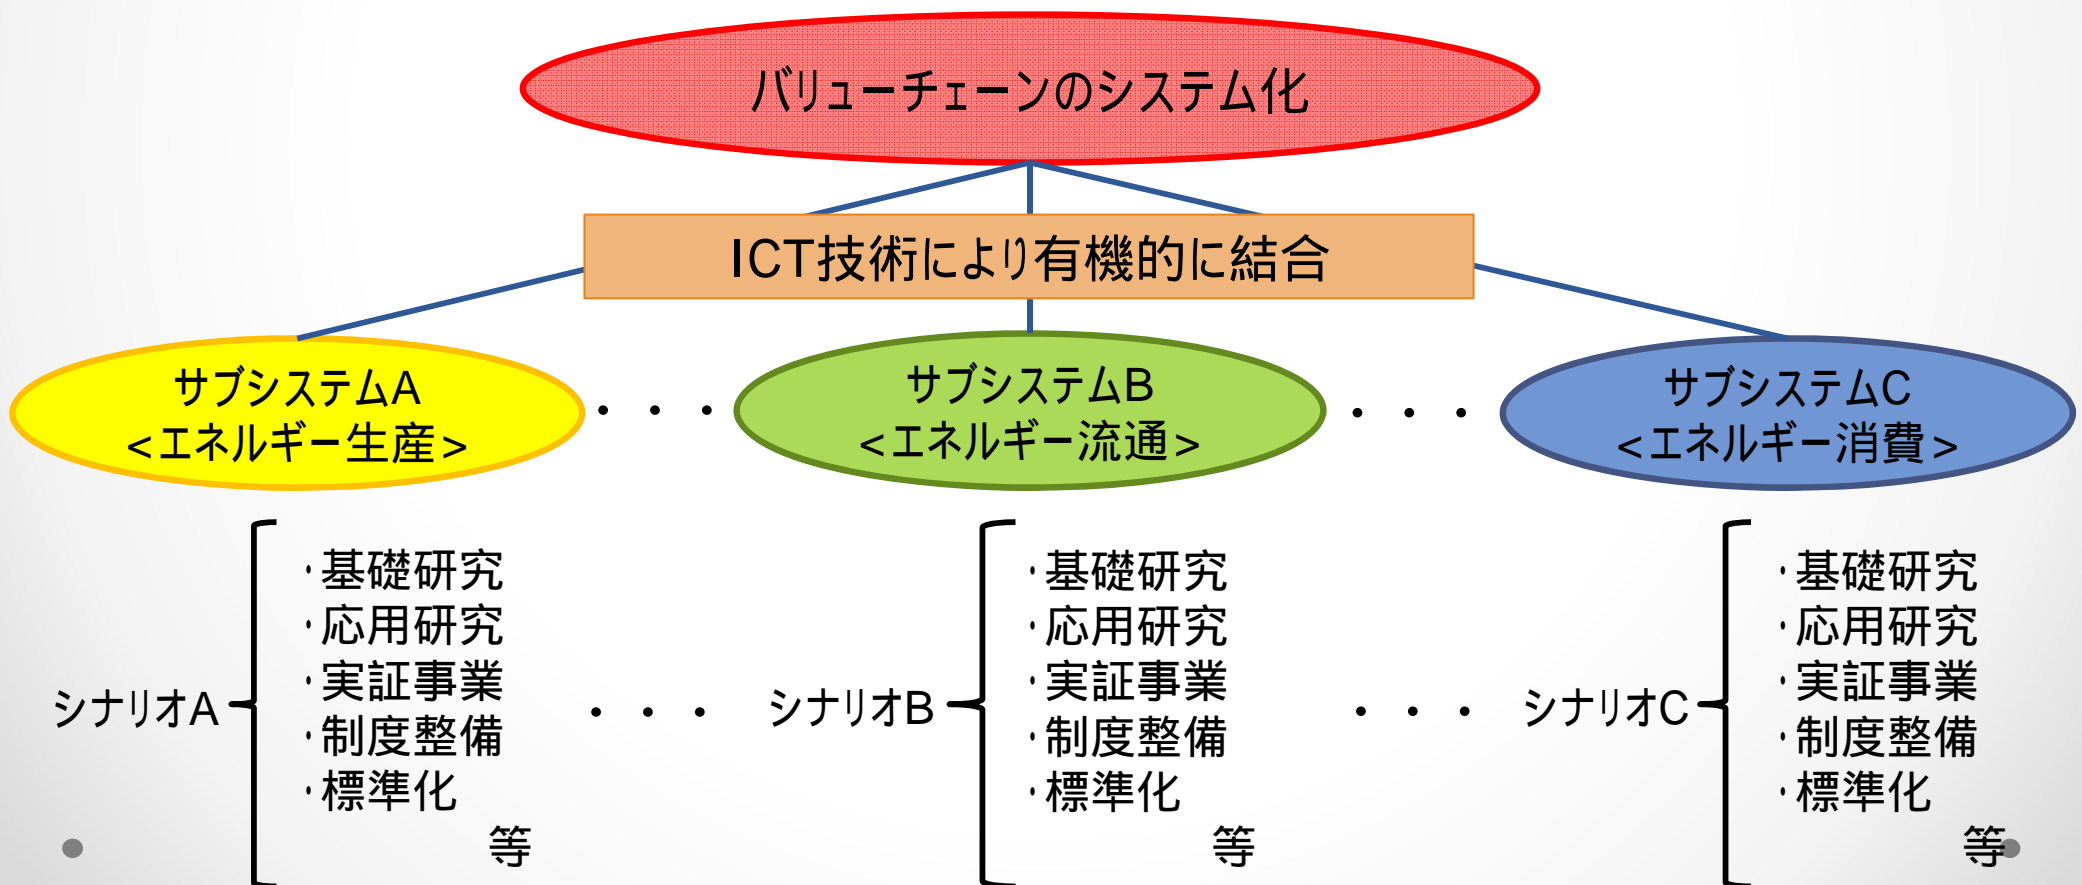 バリューチェーンのシステム化
ICT技術により有機的に結合
サブシステムA
<エネルギー生産>
・・・
サブシステムB
<エネルギー流通>
・・・
サブシステムC
<エネルギー消費>
シナリオA
・基礎研究
・応用研究
・実証事業
・制度整備
・標準化
等
・・・
シナリオB
・基礎研究
・応用研究
・実証事業
・制度整備
・標準化
等
・・・
シナリオC
・基礎研究
・応用研究
・実証事業
・制度整備
・標準化
等